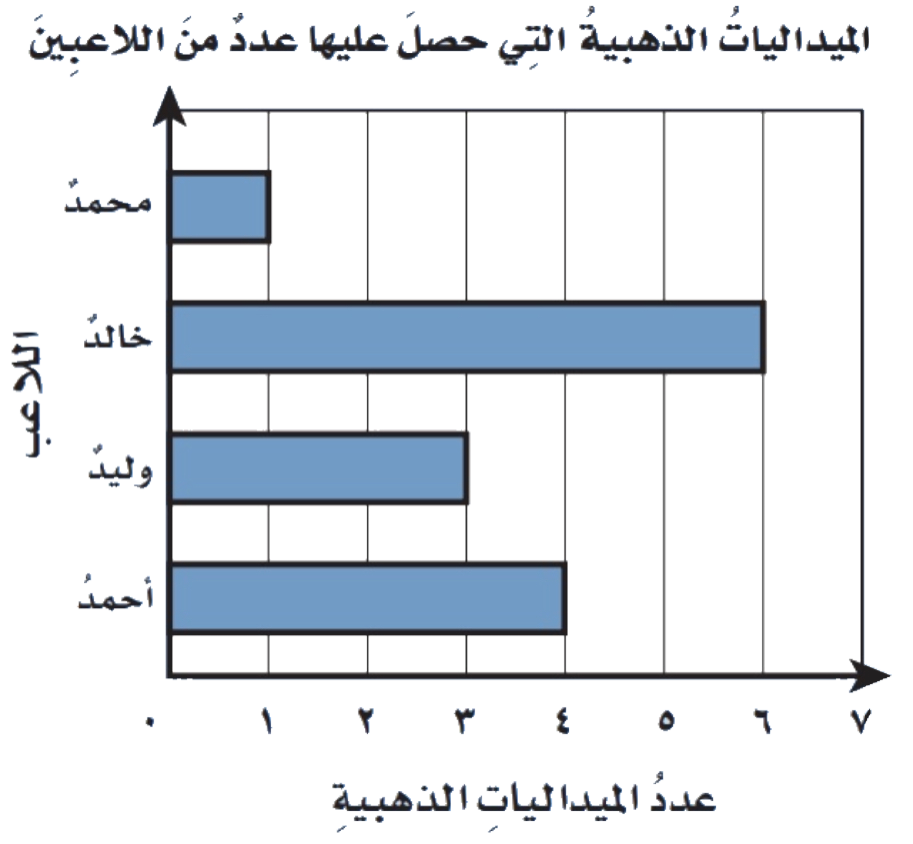 الميدالياتُ الذهبيةُ التِي حصلَ عليها عددٌ منَ اللاعبِينَ
محمدٌ
خالدٌ
وليدٌ
أحمدُ
اللاعب
٠ ١ ٢ ٣ ٤ ٥ ٦ ٧
عددُ الميدالياتِ الذهبيةِ